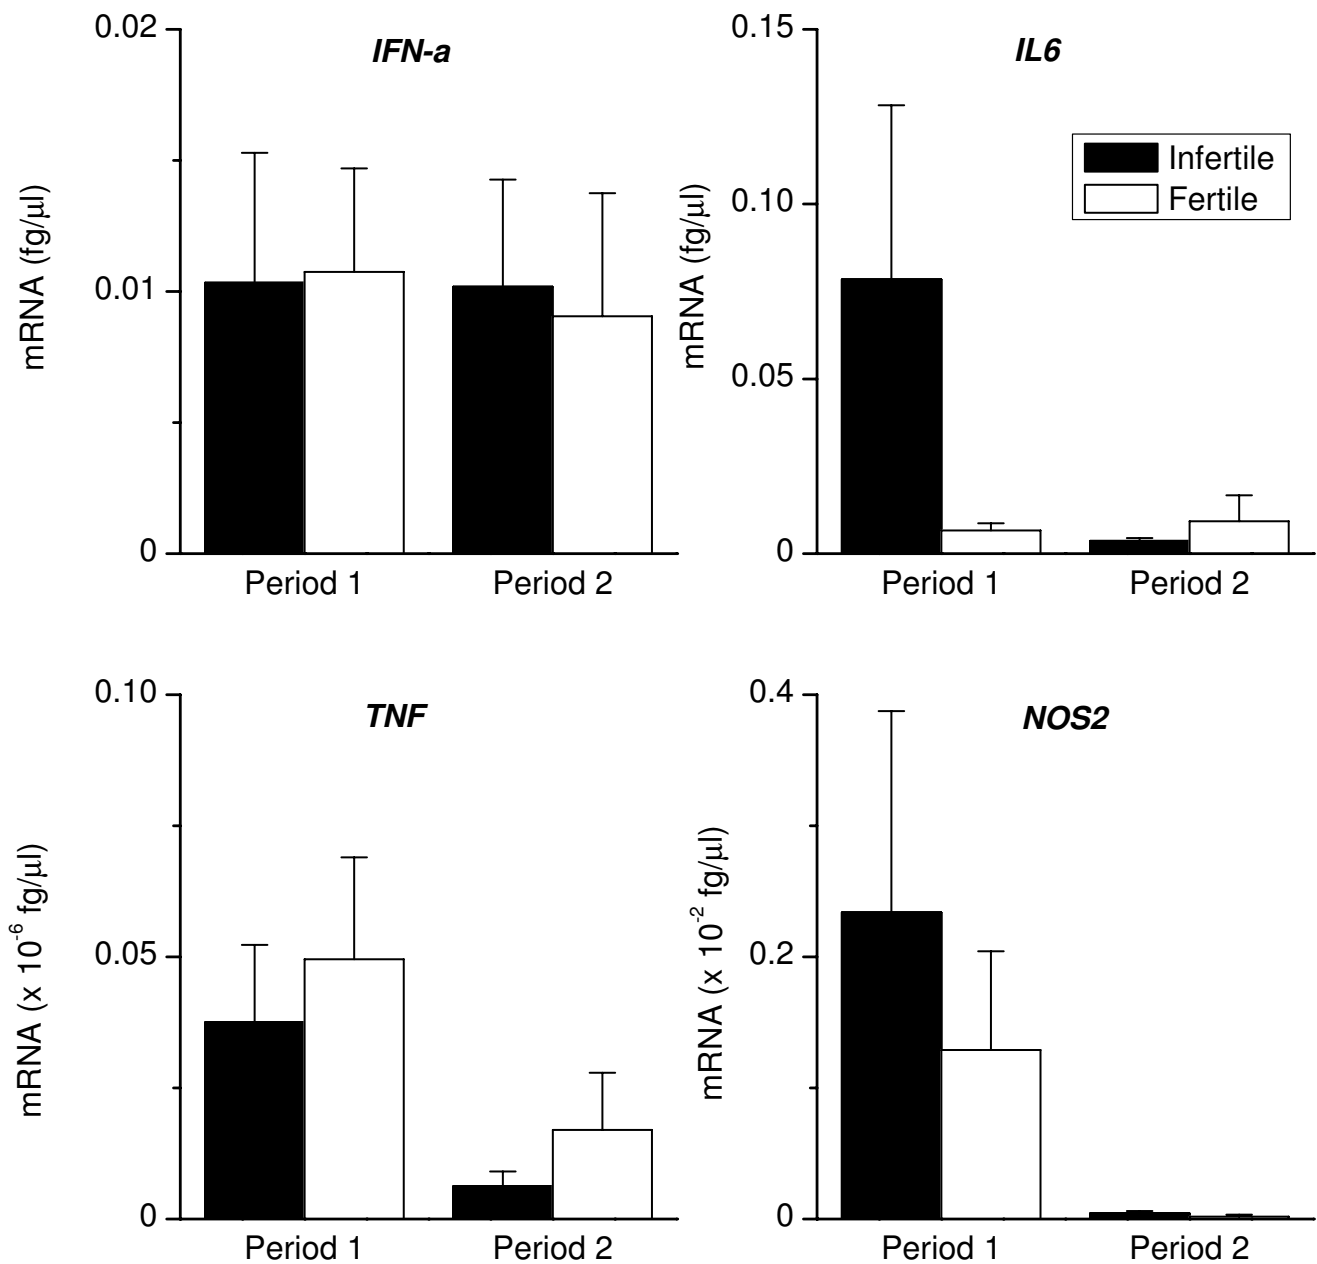 IFN-a
0.02
0.01
0
mRNA (fg/μl)
Period 1
Period 2
IL6
0.15
0.10
0.05
0
mRNA (fg/μl)
Infertile
Fertile
Period 1
Period 2
TNF
0.10
0.05
0
mRNA (x 10⁻⁶ fg/μl)
Period 1
Period 2
NOS2
0.4
0.2
0
mRNA (x 10⁻² fg/μl)
Period 1
Period 2